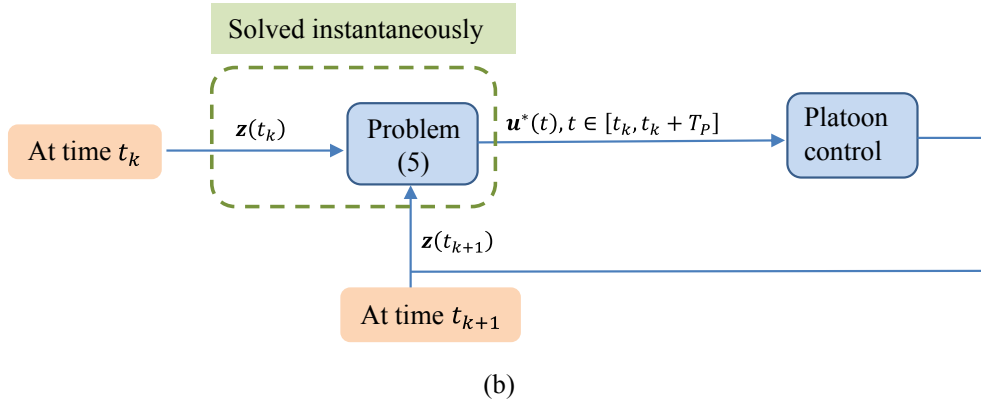 Solved instantaneously
z(t_k)
At time t_k
Problem
(5)
u*(t), t ∈ [t_k, t_k + T_P]
Platoon
control
z(t_{k+1})
At time t_{k+1}
(b)